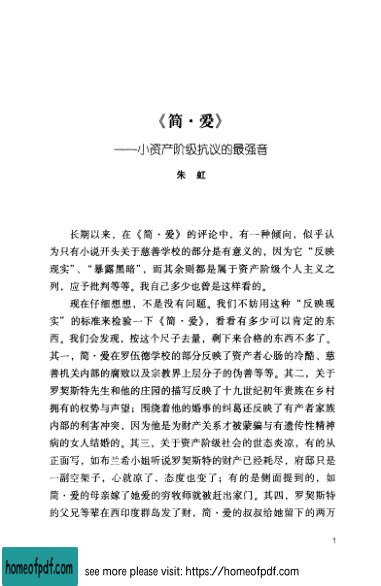 《简·爱》
——小资产阶级抗议的最强音
朱 虹
长期以来，在《简·爱》的评论中，有一种倾向，似乎认
为只有小说开头关于慈善学校的部分是有意义的，因为它“反映
现实”、“暴露黑暗”，而其余则都是属于资产阶级个人主义之
列，应予批判等等。我自己多少也曾是这样看的。
现在仔细想想，不是没有问题。我们不妨用这种“反映现
实”的标准来检验一下《简·爱》，看看有多少可以肯定的东
西。我们会发现，按这个尺子去量，剩下来合格的东西不多了。
其一，简·爱在罗伍德学校的部分反映了资产者心肠的冷酷、慈
善机关内部的腐败以及宗教界上层分子的伪善等等。其二，关于
罗契斯特先生和他的庄园的描写反映了十九世纪初年贵族在乡村
拥有的权势与声望；围绕着他的婚事的纠葛还反映了有产者家族
内部的利害冲突，因为他是为财产关系才被蒙骗与有遗传性精神
病的女人结婚的。其三，关于资产阶级社会的世态炎凉，有的从
正面写，如布兰希小姐听说罗契斯特的财产已经耗尽，府邸只是
一副空架子，心就凉了，态度也变了；有的是侧面提到的，如
简·爱的母亲嫁了她爱的穷牧师就被赶出家门。其四，罗契斯特
的父兄等辈在西印度群岛发了财，简·爱的叔叔给她留下的两万
1
homeofpdf.com
see more please visit: https://homeofpdf.com